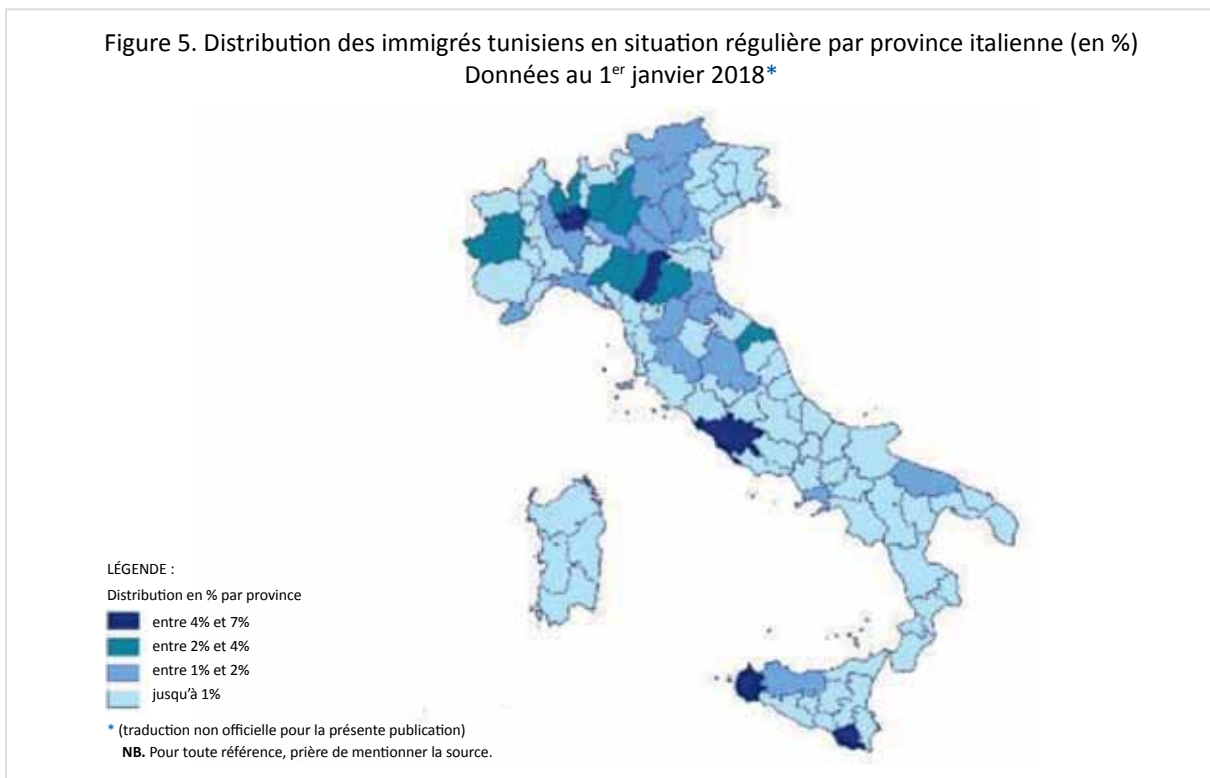 Figure 5. Distribution des immigrés tunisiens en situation régulière par province italienne (en %)
Données au 1er janvier 2018*
LÉGENDE :
Distribution en % par province
entre 4% et 7%
entre 2% et 4%
entre 1% et 2%
jusqu'à 1%
* (traduction non officielle pour la présente publication)
NB. Pour toute référence, prière de mentionner la source.